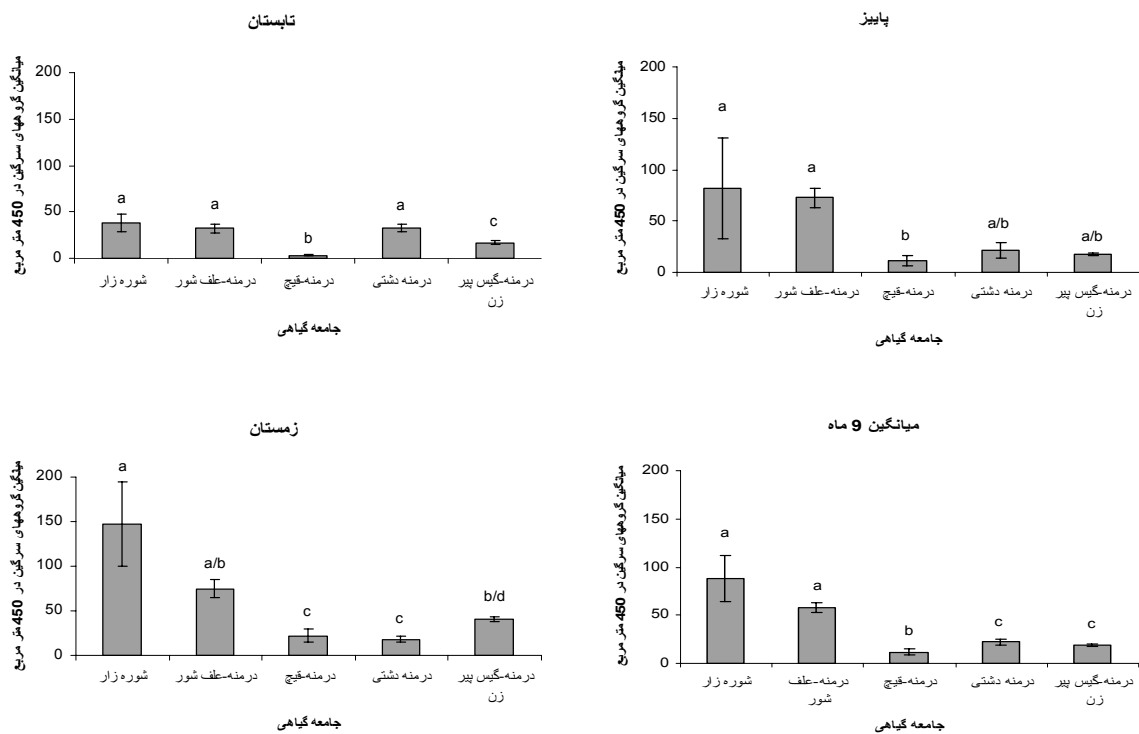 تابستان
میانگین گروههای سرگین در 450 متر مربع
200
150
100
50
0
a
a
b
a
c
شوره زار
درمنه-علف شور
درمنه-قیچ
درمنه دشتی
درمنه-گیس پیر
زن
جامعه گیاهی
پاییز
میانگین گروههای سرگین در 450 متر مربع
200
150
100
50
0
a
a
b
a/b
a/b
شوره زار
درمنه-علف شور
درمنه-قیچ
درمنه دشتی
درمنه-گیس پیر
زن
جامعه گیاهی
زمستان
میانگین گروههای سرگین در 450 متر مربع
200
150
100
50
0
a
a/b
c
c
b/d
شوره زار
درمنه-علف شور
درمنه-قیچ
درمنه دشتی
درمنه-گیس پیر
زن
جامعه گیاهی
میانگین 9 ماه
میانگین گروههای سرگین در 450 متر مربع
200
150
100
50
0
a
a
b
c
c
شوره زار
درمنه-علف
شور
درمنه-قیچ
درمنه دشتی
درمنه-گیس پیر
زن
جامعه گیاهی